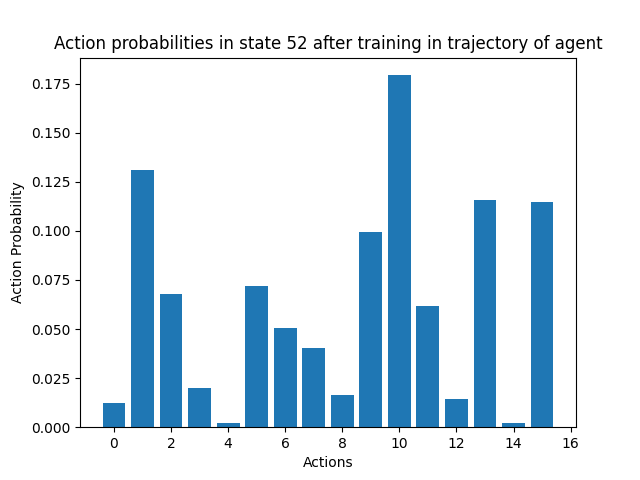 Action probabilities in state 52 after training in trajectory of agent
0.175
0.150
0.125
0.100
0.075
0.050
0.025
0.000
Action Probability
0 2 4 6 8 10 12 14 16
Actions